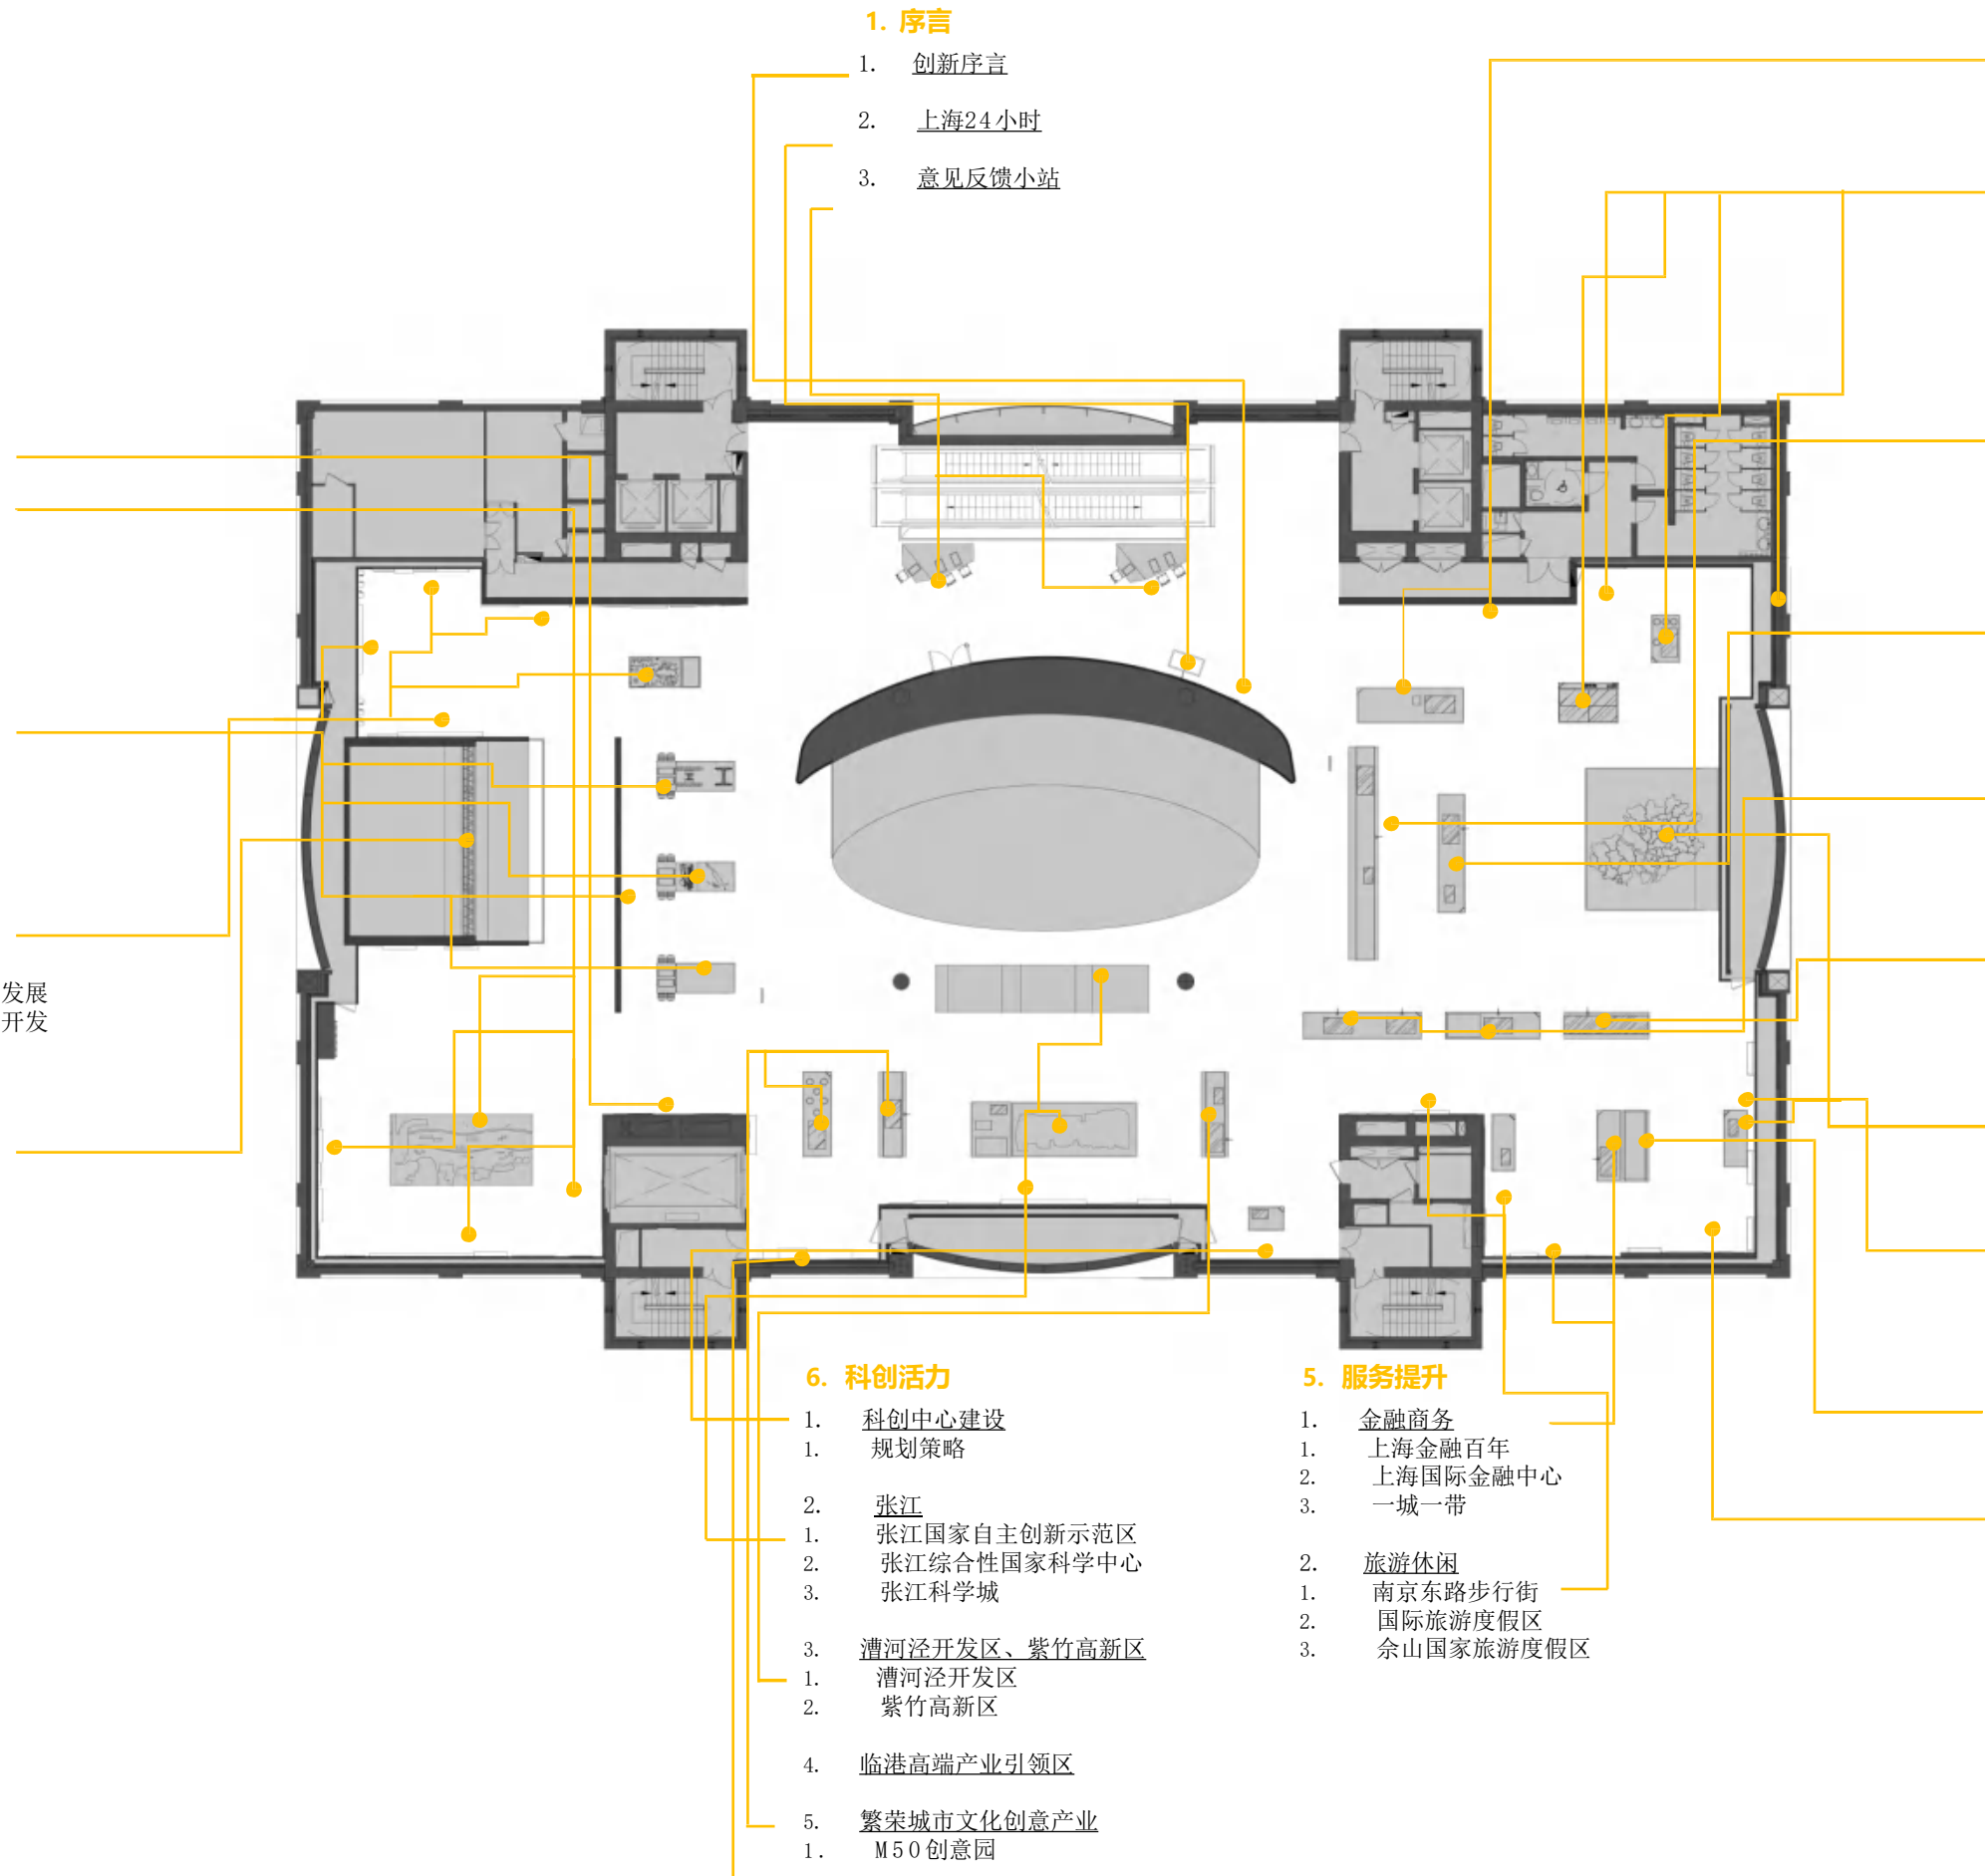 1. 序言
1. 创新序言
2. 上海24小时
3. 意见反馈小站
发展
开发
6. 科创活力
1. 科创中心建设
1. 规划策略
2. 张江
1. 张江国家自主创新示范区
2. 张江综合性国家科学中心
3. 张江科学城
3. 漕河泾开发区、紫竹高新区
1. 漕河泾开发区
2. 紫竹高新区
4. 临港高端产业引领区
5. 繁荣城市文化创意产业
1. M50创意园
5. 服务提升
1. 金融商务
1. 上海金融百年
2. 上海国际金融中心
3. 一城一带
2. 旅游休闲
1. 南京东路步行街
2. 国际旅游度假区
3. 佘山国家旅游度假区